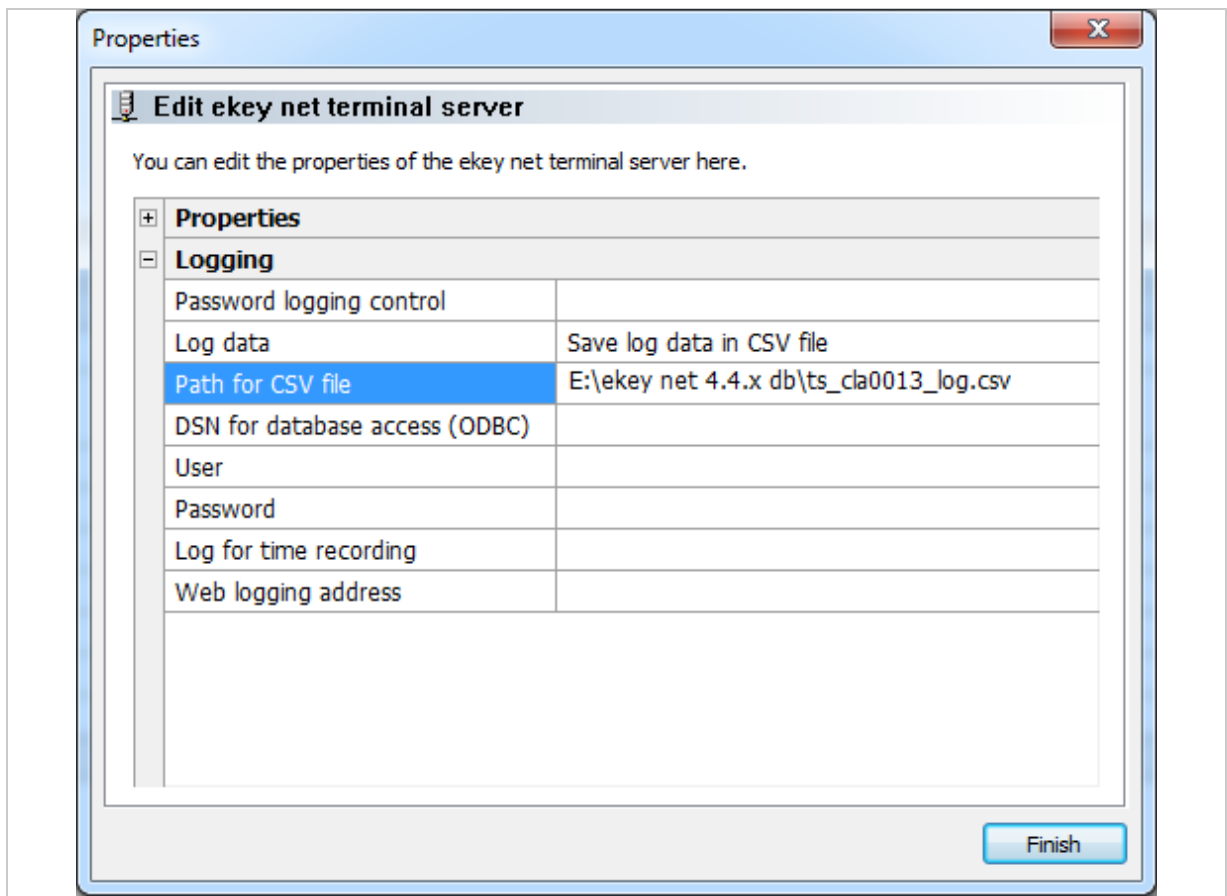 Properties
Edit ekey net terminal server
You can edit the properties of the ekey net terminal server here.
Properties
Logging
Password logging control
Log data Save log data in CSV file
Path for CSV file E:\ekey net 4.4.x db\ts_cla0013_log.csv
DSN for database access (ODBC)
User
Password
Log for time recording
Web logging address
Finish